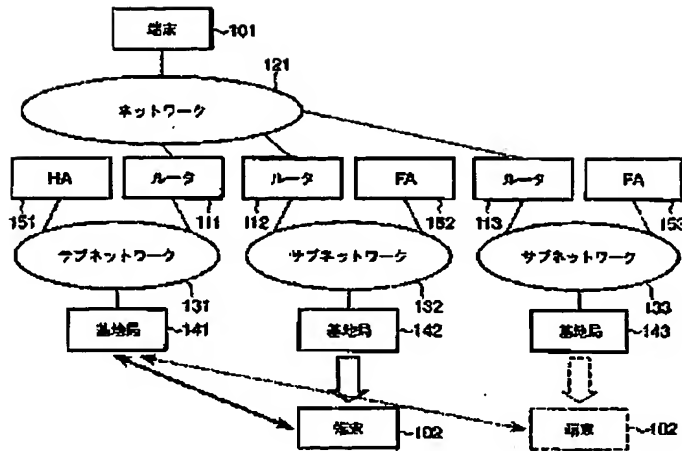 端末 101
121
ネットワーク
HA ルータ ルータ FA ルータ FA
151 111 112 152 113 153
サブネットワーク サブネットワーク サブネットワーク
131 132 133
基地局 141 基地局 142 基地局 143
端末 102 端末 102